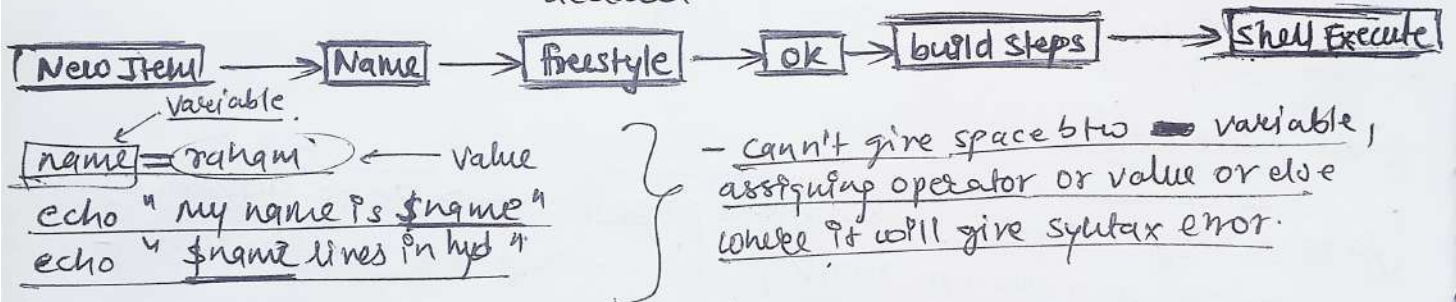 New Item → Name → freestyle → OK → build steps → Shell Execute
variable.
name=raham ← value
echo "My name is $name"
echo "$name lives in hyd".
- cann't give space btw variable,
assigning operator or value or else
where it will give syntax error.